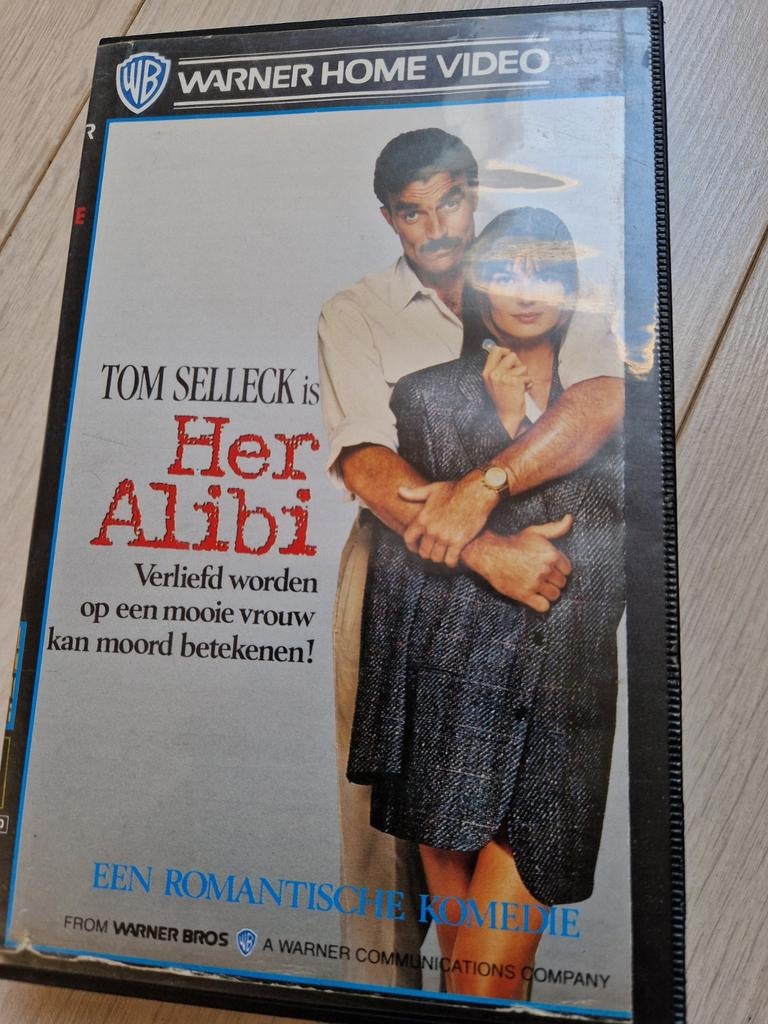 WB WARNER HOME VIDEO
R
E
TOM SELLECK is
Her
Alibi
Verliefd worden
op een mooie vrouw
kan moord betekenen!
EEN ROMANTISCHE KOMEDIE
FROM WARNER BROS WB A WARNER COMMUNICATIONS COMPANY